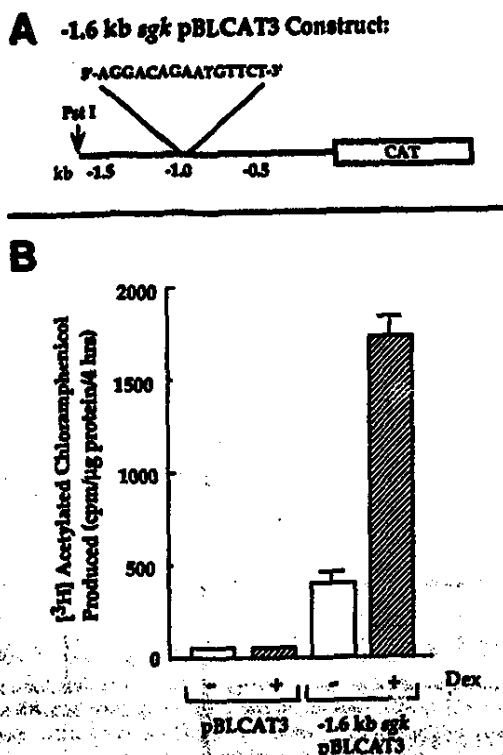 A -1.6 kb sgk pBLCAT3 Construct:
5'-AGGACAGAATGTTCT-3'
Pst I
CAT
kb -1.5 -1.0 -0.5
B
[³H] Acetylated Chloramphenicol
Produced (cpm/µg protein/4 hrs)
2000
1500
1000
500
0
- + - + Dex
pBLCAT3 -1.6 kb sgk
pBLCAT3